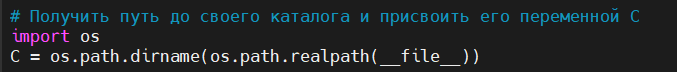 # Получить путь до своего каталога и присвоить его переменной C
import os
C = os.path.dirname(os.path.realpath(__file__))